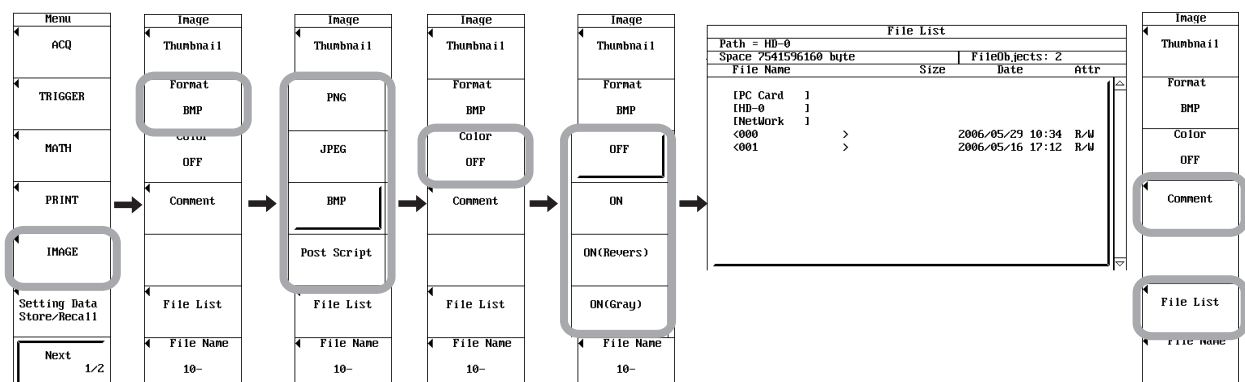 Menu
ACQ
TRIGGER
MATH
PRINT
IMAGE
Setting Data
Store/Recall
Next
1/2
Image
Thumbnail
Format
BMP
Color
OFF
Comment
File List
File Name
10-
Image
Thumbnail
PNG
JPEG
BMP
Post Script
File List
File Name
10-
Image
Thumbnail
Format
BMP
Color
OFF
Comment
File List
File Name
10-
Image
Thumbnail
Format
BMP
OFF
ON
ON(Revers)
ON(Gray)
File Name
10-
File List
Path = HD-0
Space 7541596160 byte FileObjects: 2
File Name Size Date Attr
[PC Card ]
[HD-0 ]
[NetWork ]
<000 > 2006/05/29 10:34 R/W
<001 > 2006/05/16 17:12 R/W
Image
Thumbnail
Format
BMP
Color
OFF
Comment
File List
File Name